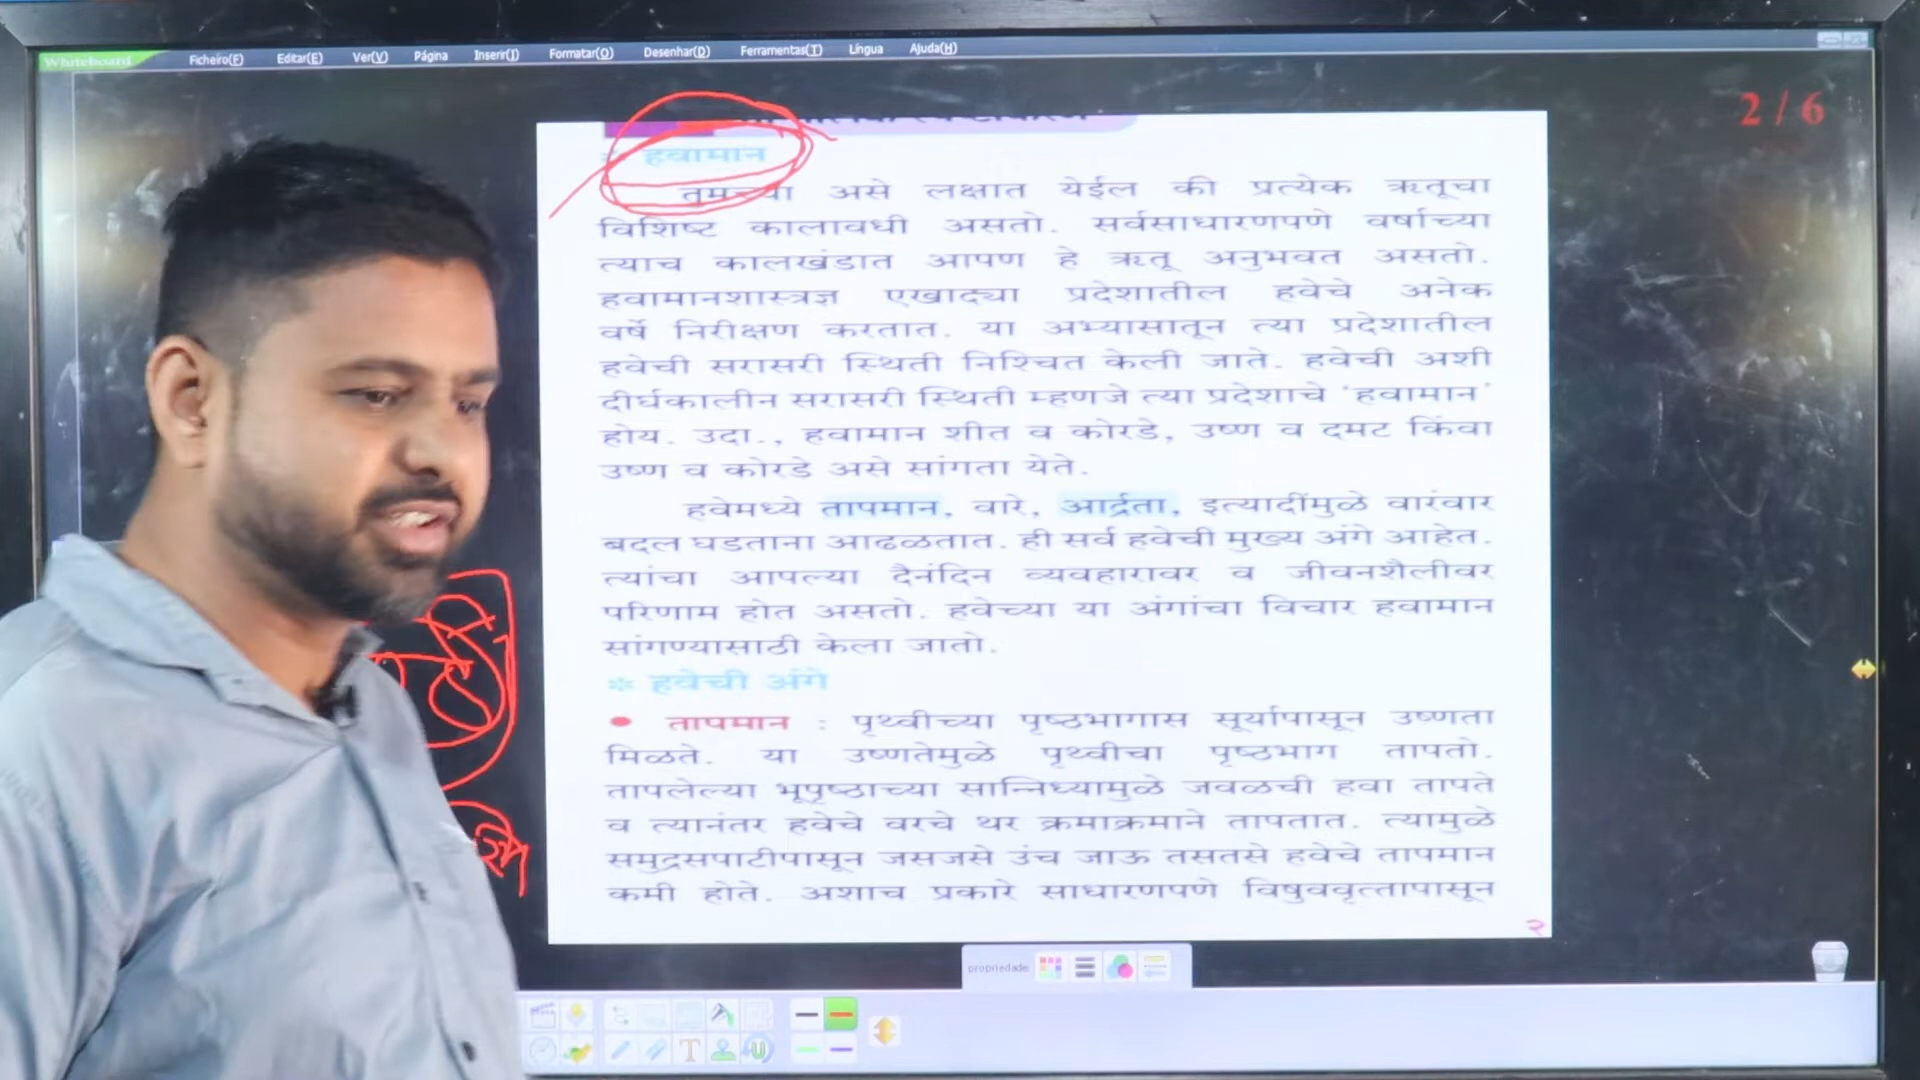 Whiteboard
Ficheiro(F) Editar(E) Ver(V) Página Inserir(I) Formatar(O) Desenhar(D) Ferramentas(T) Língua Ajuda(H)
2 / 6
* हवामान
तुमच्या असे लक्षात येईल की प्रत्येक ऋतूचा
विशिष्ट कालावधी असतो. सर्वसाधारणपणे वर्षाच्या
त्याच कालखंडात आपण हे ऋतू अनुभवत असतो.
हवामानशास्त्रज्ञ एखाद्या प्रदेशातील हवेचे अनेक
वर्षे निरीक्षण करतात. या अभ्यासातून त्या प्रदेशातील
हवेची सरासरी स्थिती निश्चित केली जाते. हवेची अशी
दीर्घकालीन सरासरी स्थिती म्हणजे त्या प्रदेशाचे ‘हवामान’
होय. उदा., हवामान शीत व कोरडे, उष्ण व दमट किंवा
उष्ण व कोरडे असे सांगता येते.
हवेमध्ये तापमान, वारे, आर्द्रता, इत्यादींमुळे वारंवार
बदल घडताना आढळतात. ही सर्व हवेची मुख्य अंगे आहेत.
त्यांचा आपल्या दैनंदिन व्यवहारावर व जीवनशैलीवर
परिणाम होत असतो. हवेच्या या अंगांचा विचार हवामान
सांगण्यासाठी केला जातो.
* हवेची अंगे
• तापमान : पृथ्वीच्या पृष्ठभागास सूर्यापासून उष्णता
मिळते. या उष्णतेमुळे पृथ्वीचा पृष्ठभाग तापतो.
तापलेल्या भूपृष्ठाच्या सान्निध्यामुळे जवळची हवा तापते
व त्यानंतर हवेचे वरचे थर क्रमाक्रमाने तापतात. त्यामुळे
समुद्रसपाटीपासून जसजसे उंच जाऊ तसतसे हवेचे तापमान
कमी होते. अशाच प्रकारे साधारणपणे विषुववृत्तापासून
२
propriedade